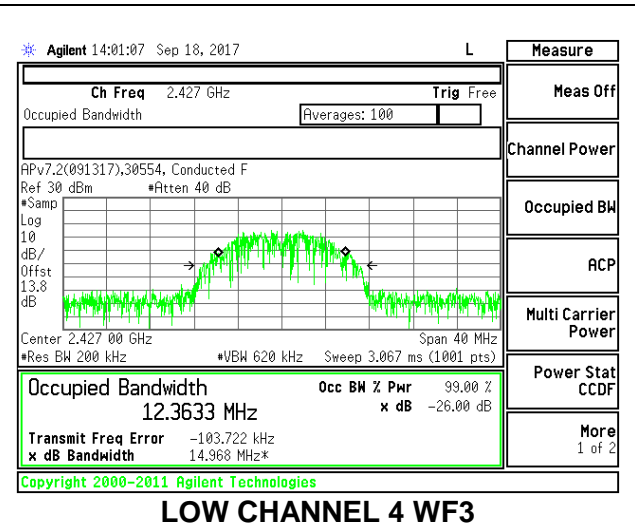 Agilent 14:01:07 Sep 18, 2017 L
Measure
Ch Freq 2.427 GHz Trig Free
Meas Off
Occupied Bandwidth Averages: 100
Channel Power
APv7.2(091317),30554, Conducted F
Ref 30 dBm #Atten 40 dB
#Samp
Log
10
dB/
Offst
13.8
dB
Occupied BW
ACP
Multi Carrier
Power
Center 2.427 00 GHz Span 40 MHz
#Res BW 200 kHz #VBW 620 kHz Sweep 3.067 ms (1001 pts)
Power Stat
CCDF
Occupied Bandwidth Occ BW % Pwr 99.00 %
12.3633 MHz x dB -26.00 dB
Transmit Freq Error -103.722 kHz
x dB Bandwidth 14.968 MHz*
More
1 of 2
Copyright 2000-2011 Agilent Technologies
LOW CHANNEL 4 WF3